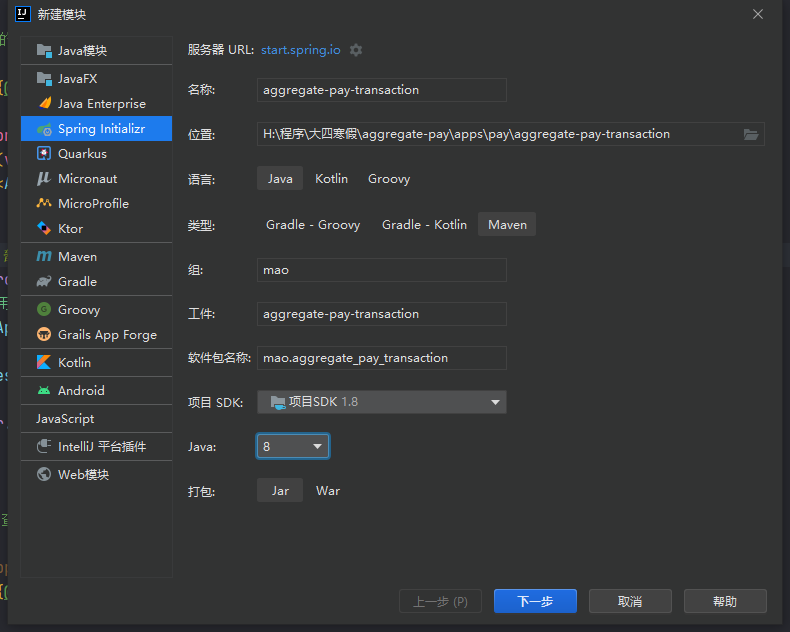 新建模块
Java模块
JavaFX
Java Enterprise
Spring Initializr
Quarkus
Micronaut
MicroProfile
Ktor
Maven
Gradle
Groovy
Grails App Forge
Kotlin
Android
JavaScript
IntelliJ 平台插件
Web模块
服务器 URL: start.spring.io
名称: aggregate-pay-transaction
位置: H:\程序\大四寒假\aggregate-pay\apps\pay\aggregate-pay-transaction
语言: Java Kotlin Groovy
类型: Gradle - Groovy Gradle - Kotlin Maven
组: mao
工件: aggregate-pay-transaction
软件包名称: mao.aggregate_pay_transaction
项目 SDK: 项目SDK 1.8
Java: 8
打包: Jar War
上一步 (P) 下一步 取消 帮助